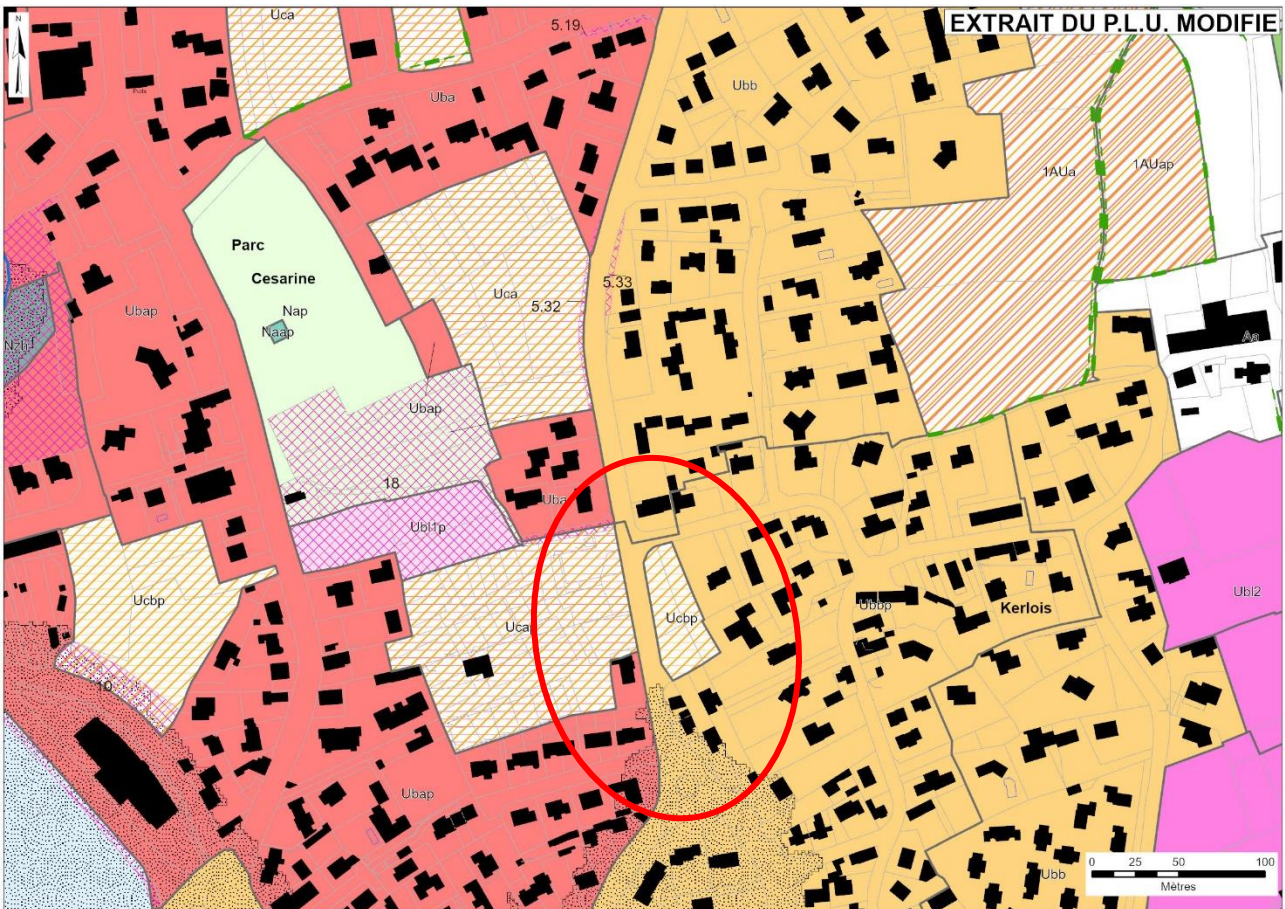 EXTRAIT DU P.L.U. MODIFIE
N
Uca
5.19
Uba
Ubb
1AUa
1AUap
Parc
Cesarine
Nap
Naap
Uca
5.32
5.33
Ubap
Nzh
Aa
Ubap
18
Uba
Ubl1p
Ucbp
Uca
Ucbp
Ubbp
Kerlois
Ubl2
10
Ubap
Ubb
0 25 50 100
Mètres